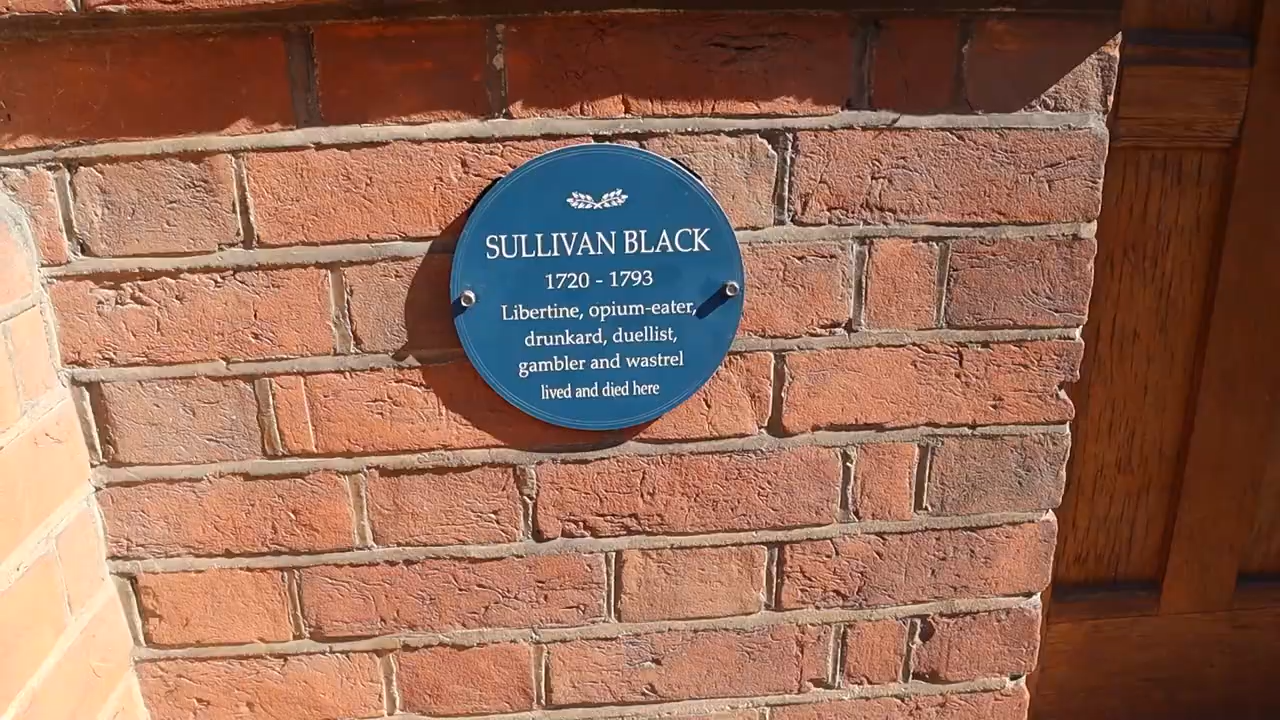 SULLIVAN BLACK
1720 - 1793
Libertine, opium-eater,
drunkard, duellist,
gambler and wastrel
lived and died here